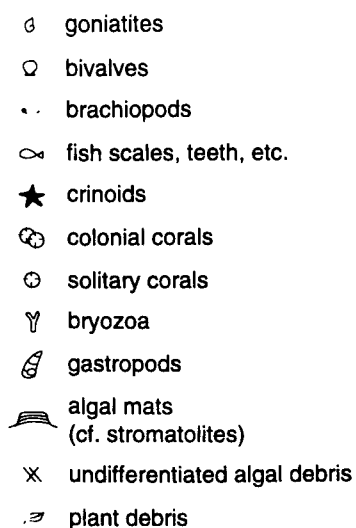 goniatites
bivalves
brachiopods
fish scales, teeth, etc.
crinoids
colonial corals
solitary corals
bryozoa
gastropods
algal mats
(cf. stromatolites)
undifferentiated algal debris
plant debris